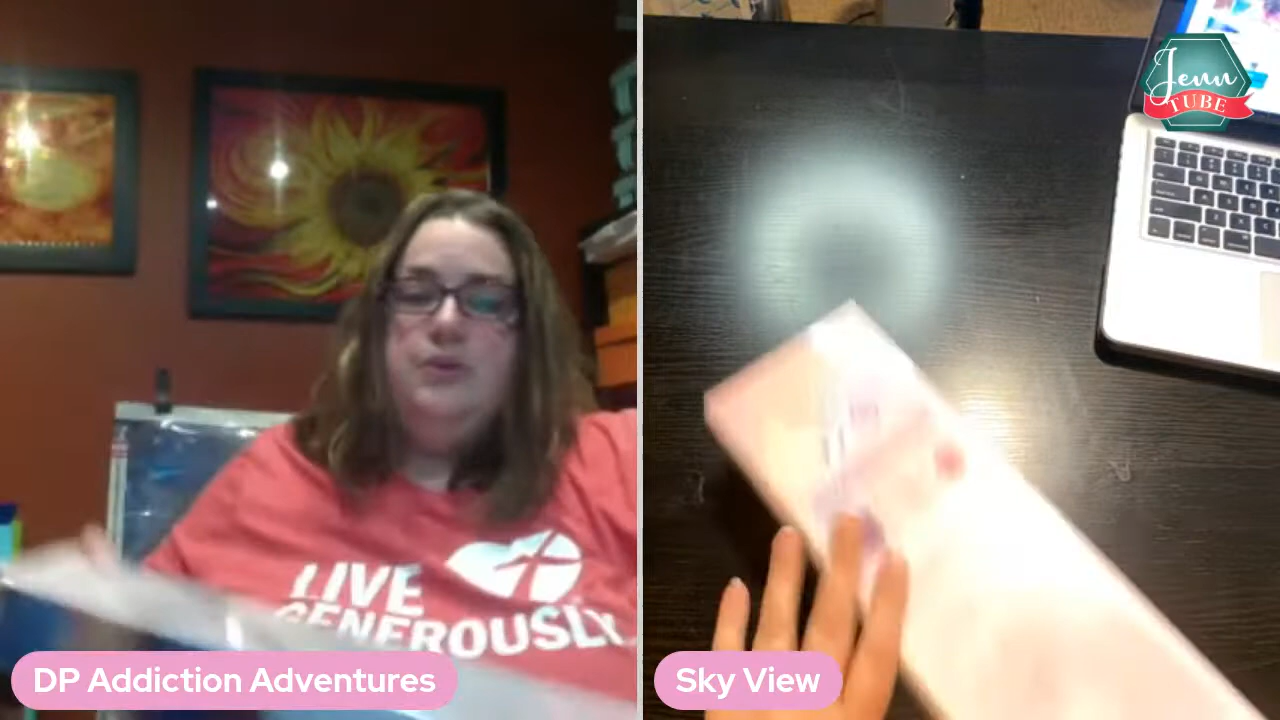 Jenn
TUBE
LIVE
GENEROUSLY
DP Addiction Adventures
Sky View